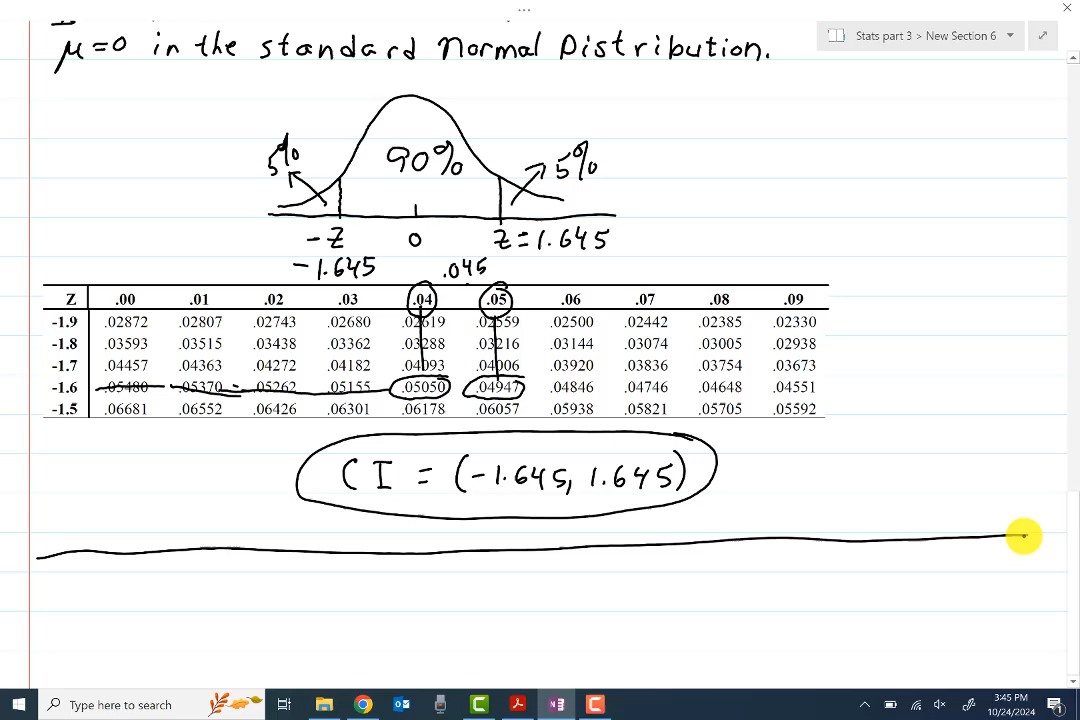 ...
μ=0 in the standard Normal Distribution.
Stats part 3 > New Section 6
5%
90%
5%
-Z
0
Z=1.645
-1.645
.045
Z .00 .01 .02 .03 .04 .05 .06 .07 .08 .09
-1.9 .02872 .02807 .02743 .02680 .02619 .02559 .02500 .02442 .02385 .02330
-1.8 .03593 .03515 .03438 .03362 .03288 .03216 .03144 .03074 .03005 .02938
-1.7 .04457 .04363 .04272 .04182 .04093 .04006 .03920 .03836 .03754 .03673
-1.6 .05480 .05370 .05262 .05155 .05050 .04947 .04846 .04746 .04648 .04551
-1.5 .06681 .06552 .06426 .06301 .06178 .06057 .05938 .05821 .05705 .05592
CI = (-1.645, 1.645)
Type here to search
3:45 PM
10/24/2024